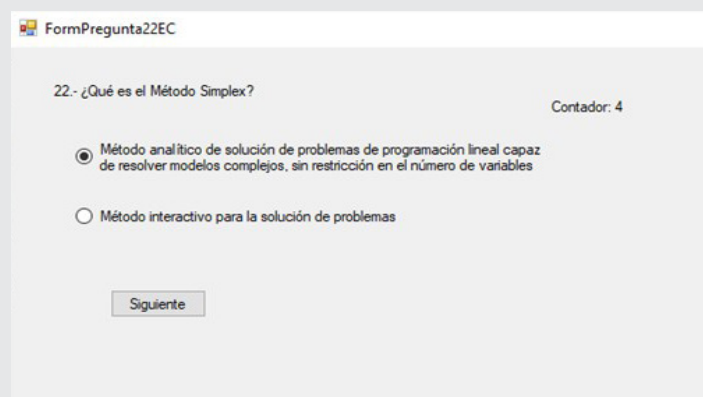 FormPregunta22EC
22.- ¿Qué es el Método Simplex?
Contador: 4
Método analítico de solución de problemas de programación lineal capaz
de resolver modelos complejos, sin restricción en el número de variables
Método interactivo para la solución de problemas
Siguiente